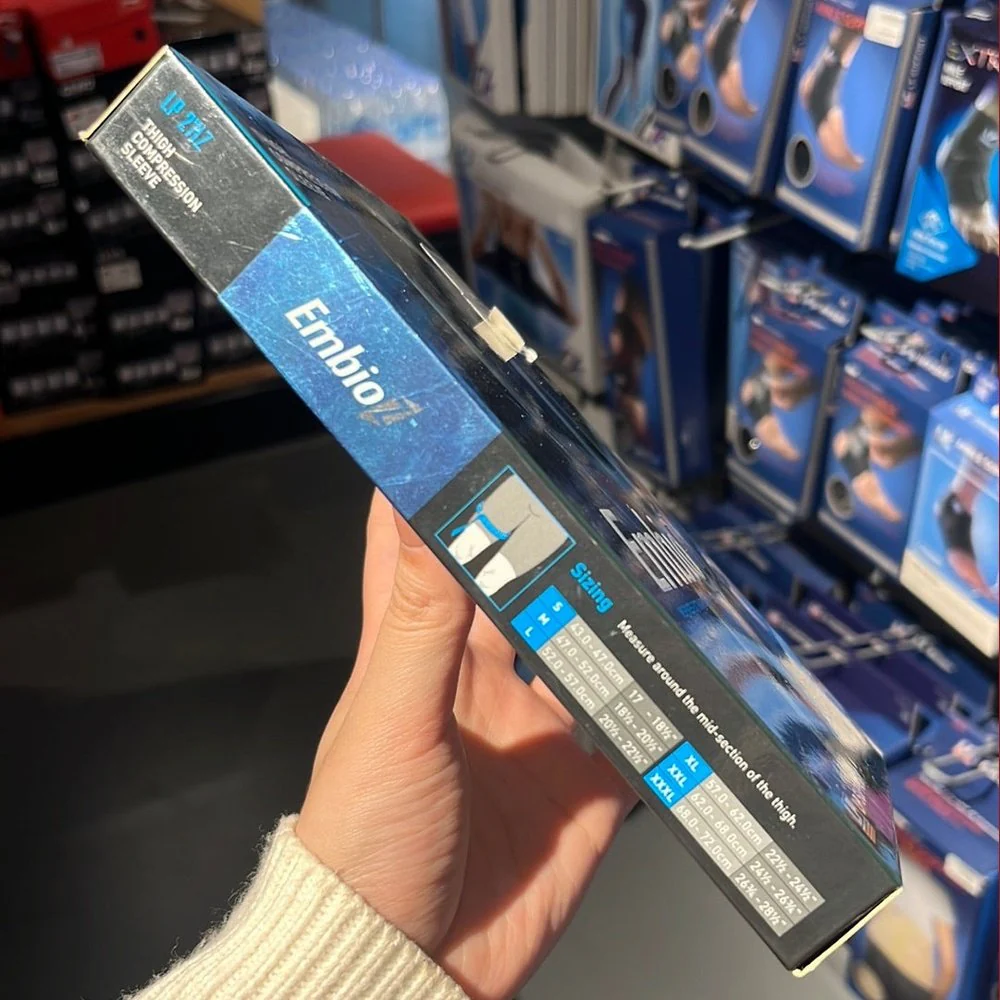 LP 271Z
THIGH
COMPRESSION
SLEEVE
EmbioZ
Sizing
Measure around the mid-section of the thigh.
S 43.0 - 47.0cm 17 - 18½"
M 47.0 - 52.0cm 18½ - 20½"
L 52.0 - 57.0cm 20½ - 22½"
XL 57.0 - 62.0cm 22½ - 24½"
XXL 62.0 - 68.0cm 24½ - 26¾"
XXXL 68.0 - 72.0cm 26¾ - 28½"